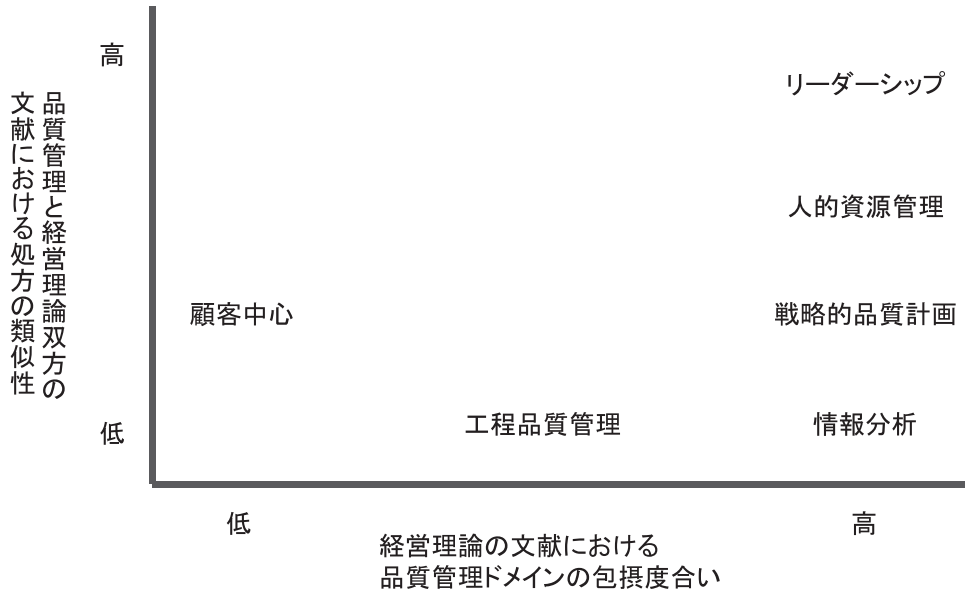 品質管理と経営理論双方の
文献における処方の類似性
高
低
リーダーシップ
人的資源管理
顧客中心
戦略的品質計画
工程品質管理
情報分析
低
高
経営理論の文献における
品質管理ドメインの包摂度合い